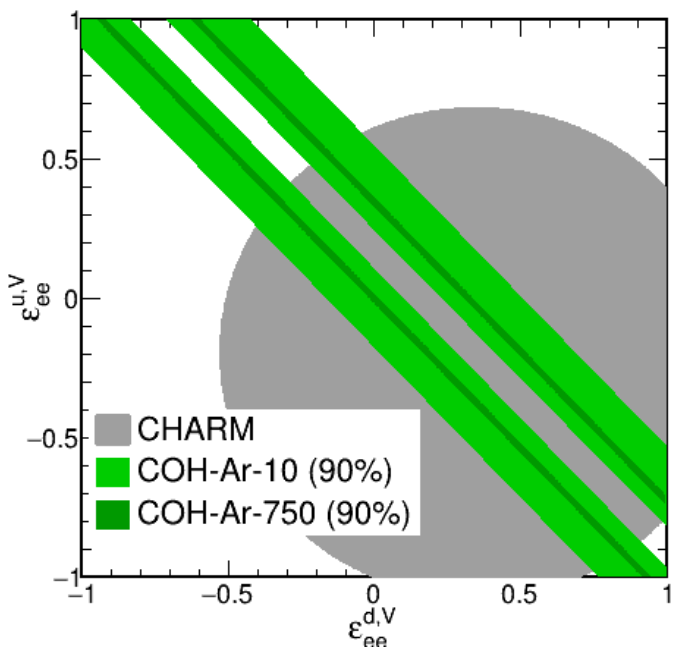 1
0.5
0
−0.5
−1
ε^{u,V}_{ee}
CHARM
COH-Ar-10 (90%)
COH-Ar-750 (90%)
−1
−0.5
0
0.5
1
ε^{d,V}_{ee}